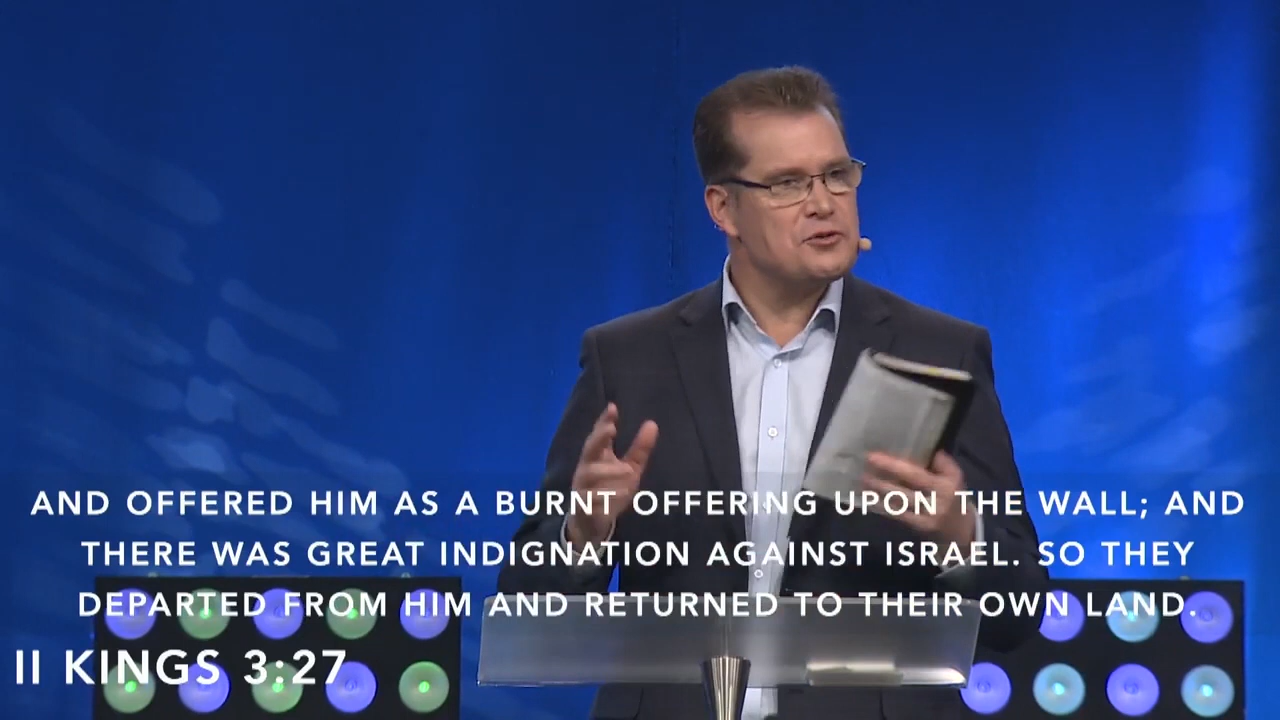 AND OFFERED HIM AS A BURNT OFFERING UPON THE WALL; AND
THERE WAS GREAT INDIGNATION AGAINST ISRAEL. SO THEY
DEPARTED FROM HIM AND RETURNED TO THEIR OWN LAND.
II KINGS 3:27